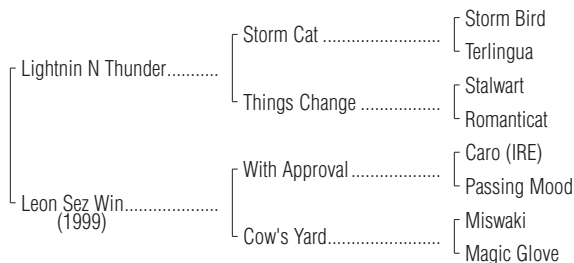 Storm Bird
Storm Cat ........................
Terlingua
Lightnin N Thunder...........
Stalwart
Things Change ................
Romanticat
Caro (IRE)
With Approval ..................
Passing Mood
Leon Sez Win....................
(1999)
Miswaki
Cow's Yard.......................
Magic Glove